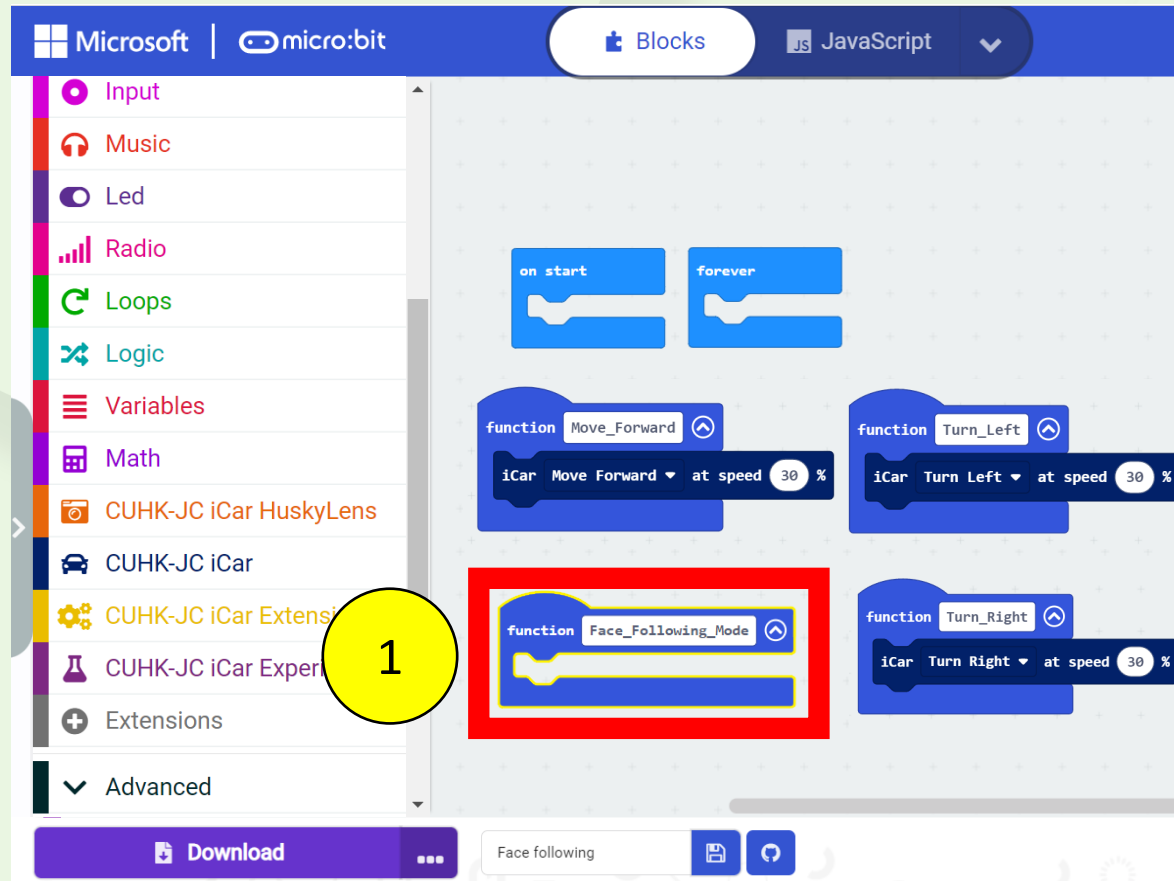 Microsoft micro:bit Blocks JS JavaScript
Input
Music
Led
Radio
Loops
Logic
Variables
Math
CUHK-JC iCar HuskyLens
CUHK-JC iCar
CUHK-JC iCar Extensi
CUHK-JC iCar Experi
Extensions
Advanced
Download
1
on start
forever
function Move_Forward
iCar Move Forward at speed 30 %
function Turn_Left
iCar Turn Left at speed 30 %
function Face_Following_Mode
function Turn_Right
iCar Turn Right at speed 30 %
Face following